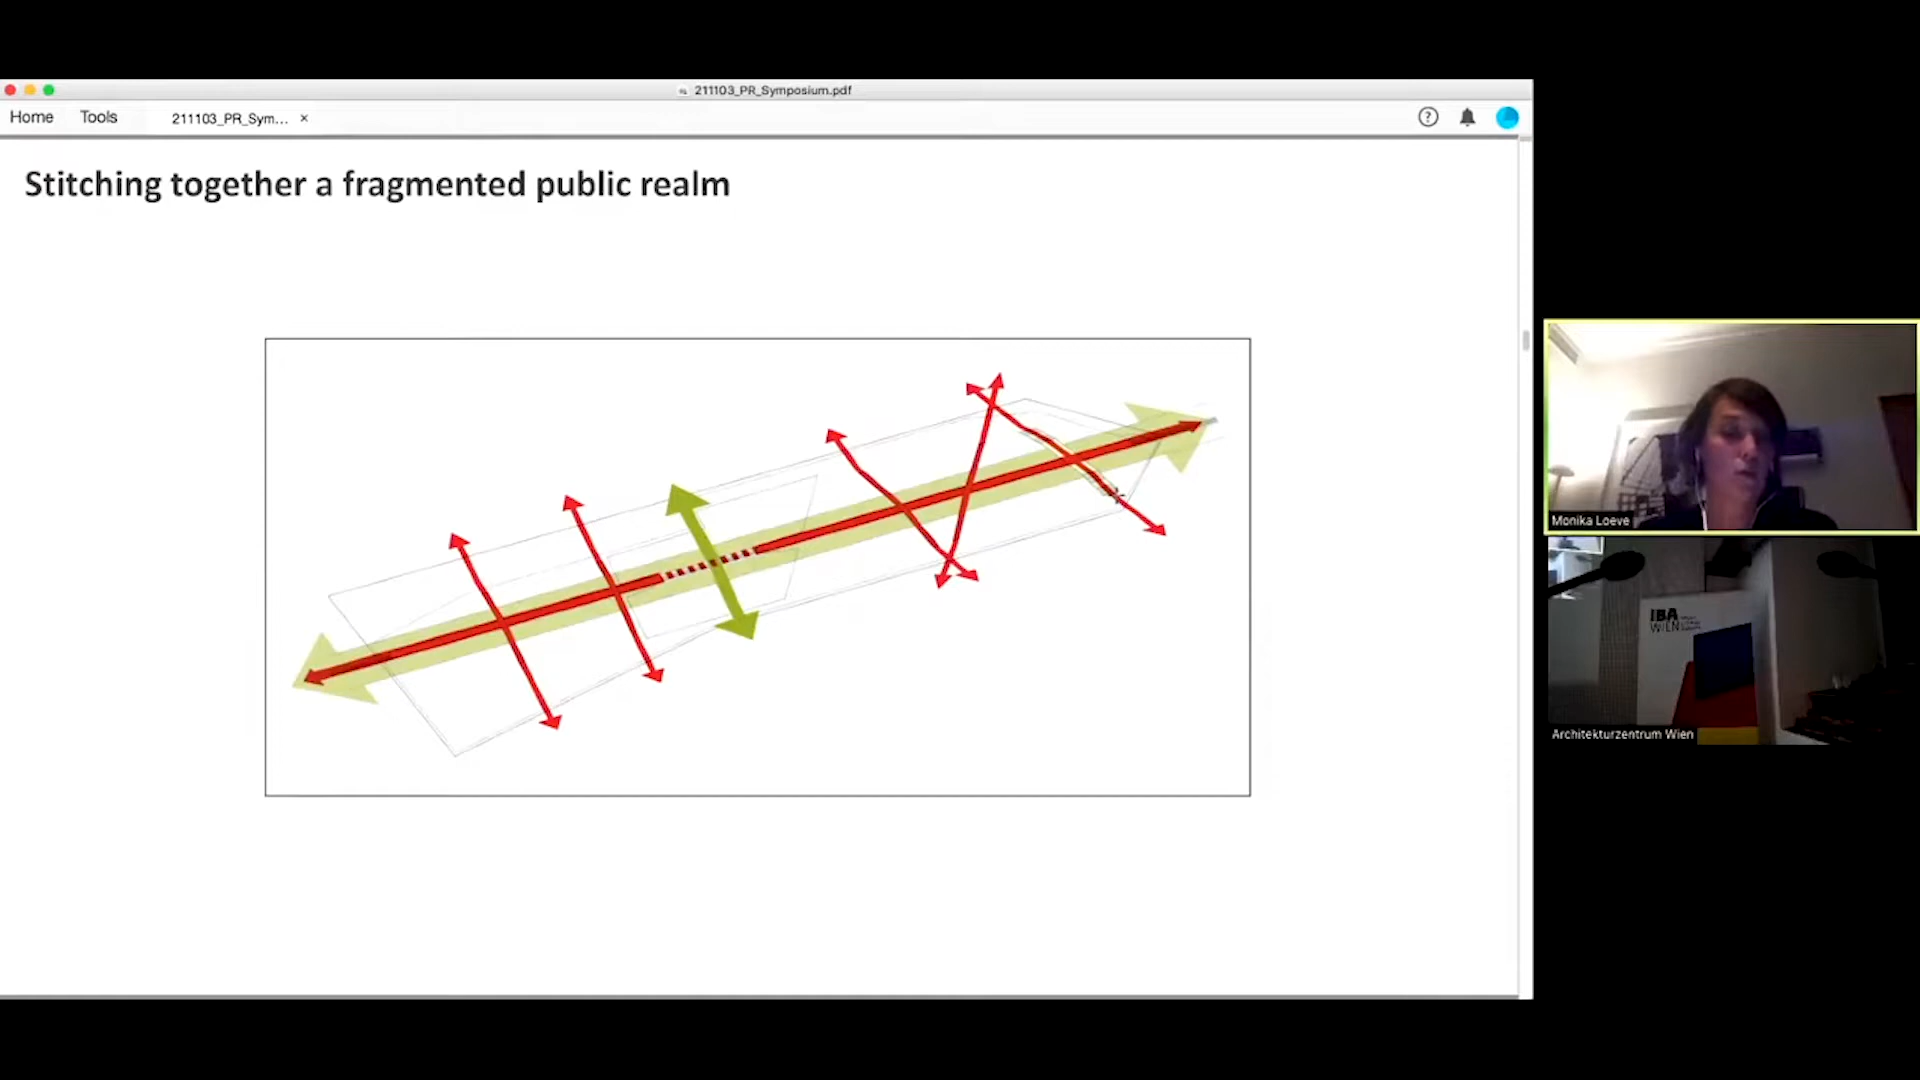 211103_PR_Symposium.pdf
Home Tools 211103_PR_Sym... ×
Stitching together a fragmented public realm
Monika Loeve
IBA
WIEN
Architekturzentrum Wien